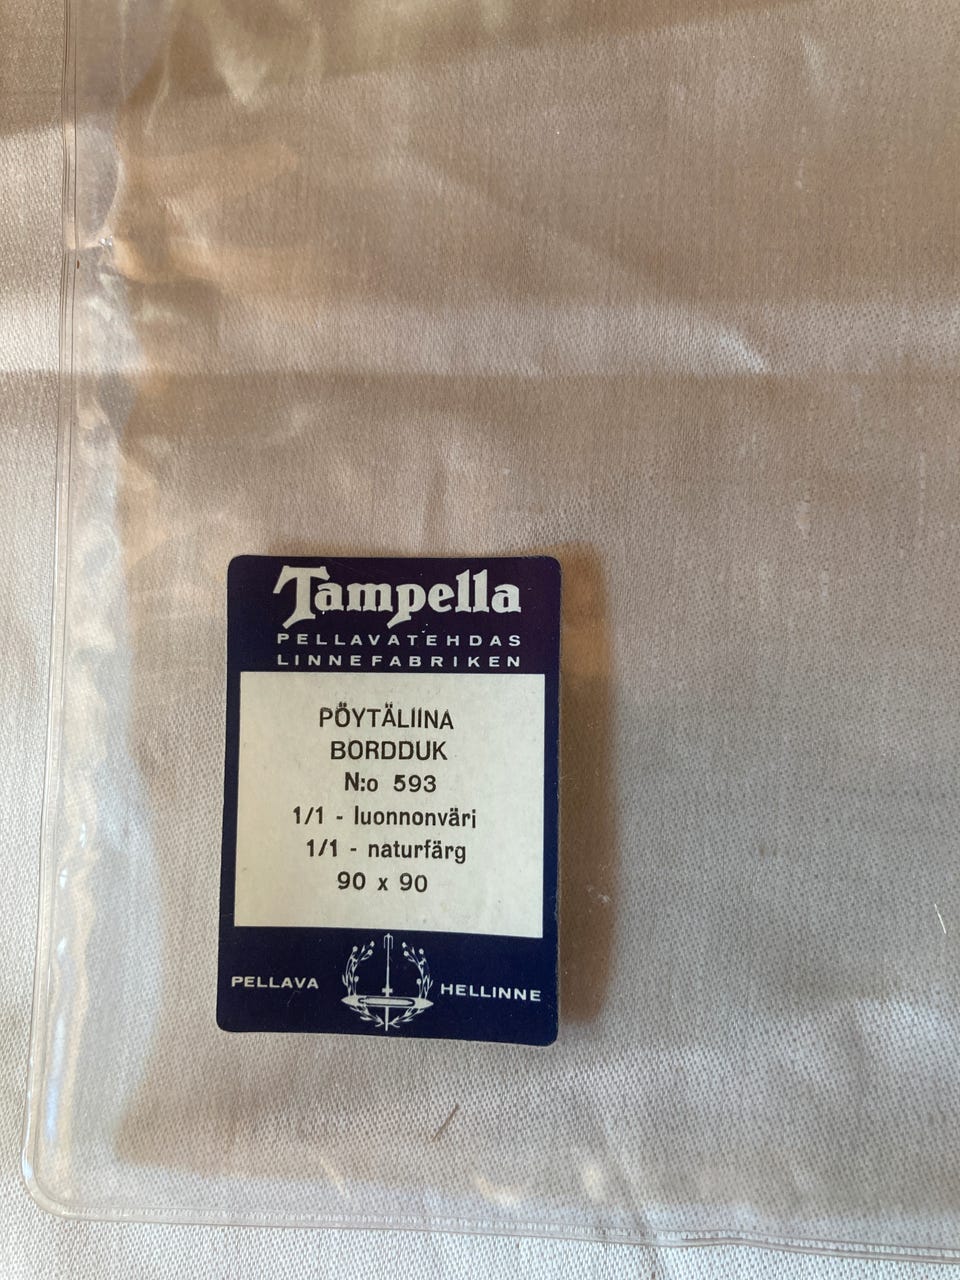 Tampella
PELLAVATEHDAS
LINNEFABRIKEN
PÖYTÄLIINA
BORDDUK
N:o 593
1/1 - luonnonväri
1/1 - naturfärg
90 x 90
PELLAVA HELLINNE